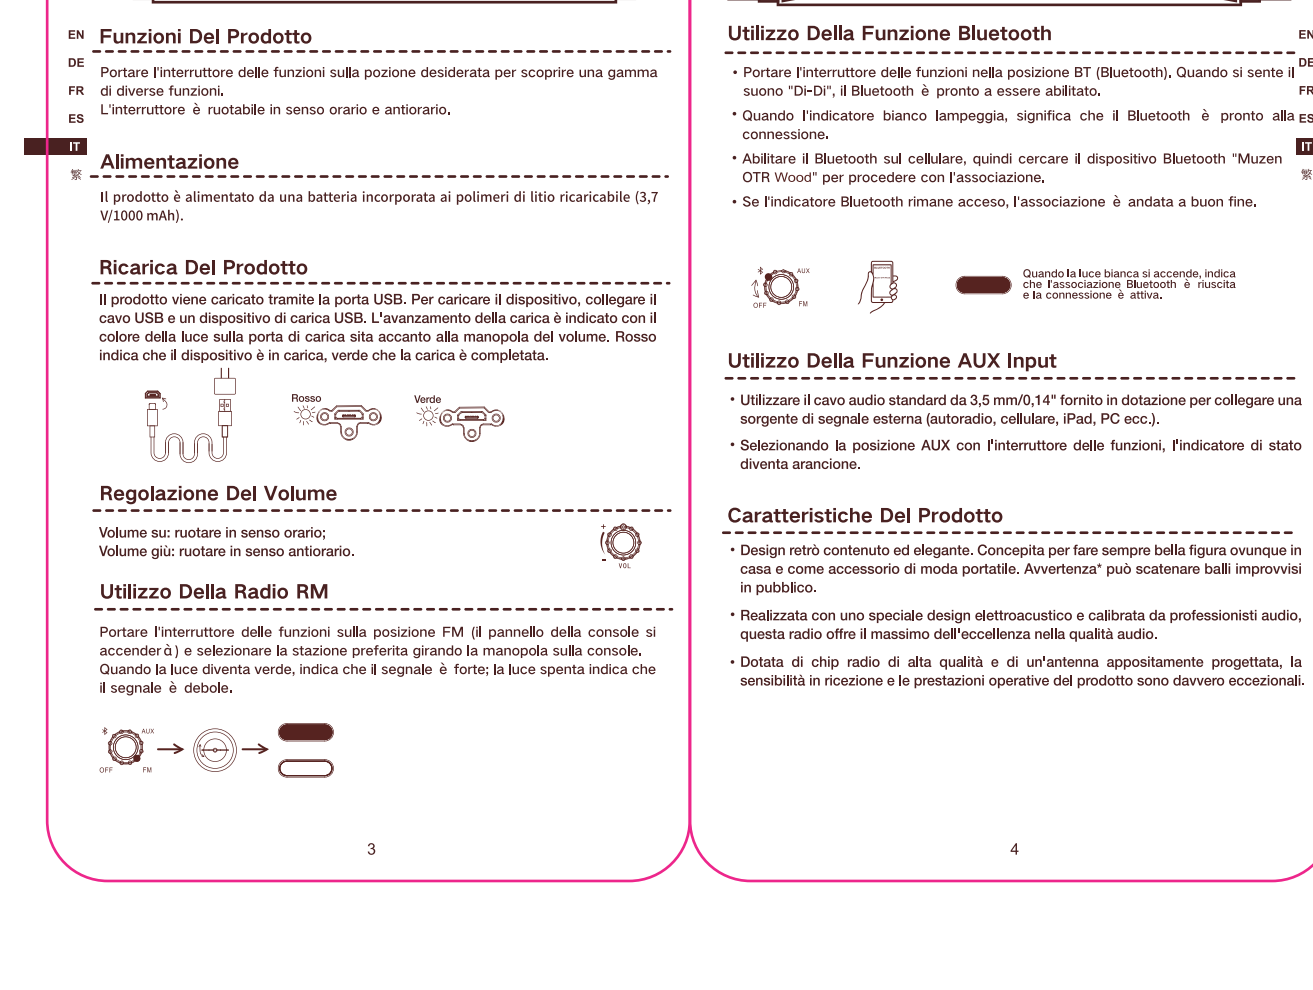 EN
DE
FR
ES
IT
繁
Funzioni Del Prodotto
Portare l'interruttore delle funzioni sulla pozione desiderata per scoprire una gamma
di diverse funzioni.
L'interruttore è ruotabile in senso orario e antiorario.
Alimentazione
Il prodotto è alimentato da una batteria incorporata ai polimeri di litio ricaricabile (3,7
V/1000 mAh).
Ricarica Del Prodotto
Il prodotto viene caricato tramite la porta USB. Per caricare il dispositivo, collegare il
cavo USB e un dispositivo di carica USB. L'avanzamento della carica è indicato con il
colore della luce sulla porta di carica sita accanto alla manopola del volume. Rosso
indica che il dispositivo è in carica, verde che la carica è completata.
Rosso
Verde
Regolazione Del Volume
Volume su: ruotare in senso orario;
Volume giù: ruotare in senso antiorario.
+
-
VOL
Utilizzo Della Radio RM
Portare l'interruttore delle funzioni sulla posizione FM (il pannello della console si
accenderà) e selezionare la stazione preferita girando la manopola sulla console.
Quando la luce diventa verde, indica che il segnale è forte; la luce spenta indica che
il segnale è debole.
AUX
OFF
FM
3
Utilizzo Della Funzione Bluetooth
• Portare l'interruttore delle funzioni nella posizione BT (Bluetooth). Quando si sente il
suono "Di-Di", il Bluetooth è pronto a essere abilitato.
• Quando l'indicatore bianco lampeggia, significa che il Bluetooth è pronto alla
connessione.
• Abilitare il Bluetooth sul cellulare, quindi cercare il dispositivo Bluetooth "Muzen
OTR Wood" per procedere con l'associazione.
• Se l'indicatore Bluetooth rimane acceso, l'associazione è andata a buon fine.
AUX
OFF
FM
Quando la luce bianca si accende, indica
che l'associazione Bluetooth è riuscita
e la connessione è attiva.
Utilizzo Della Funzione AUX Input
• Utilizzare il cavo audio standard da 3,5 mm/0,14" fornito in dotazione per collegare una
sorgente di segnale esterna (autoradio, cellulare, iPad, PC ecc.).
• Selezionando la posizione AUX con l'interruttore delle funzioni, l'indicatore di stato
diventa arancione.
Caratteristiche Del Prodotto
• Design retrò contenuto ed elegante. Concepita per fare sempre bella figura ovunque in
casa e come accessorio di moda portatile. Avvertenza* può scatenare balli improvvisi
in pubblico.
• Realizzata con uno speciale design elettroacustico e calibrata da professionisti audio,
questa radio offre il massimo dell'eccellenza nella qualità audio.
• Dotata di chip radio di alta qualità e di un'antenna appositamente progettata, la
sensibilità in ricezione e le prestazioni operative del prodotto sono davvero eccezionali.
4
EN
DE
FR
ES
IT
繁